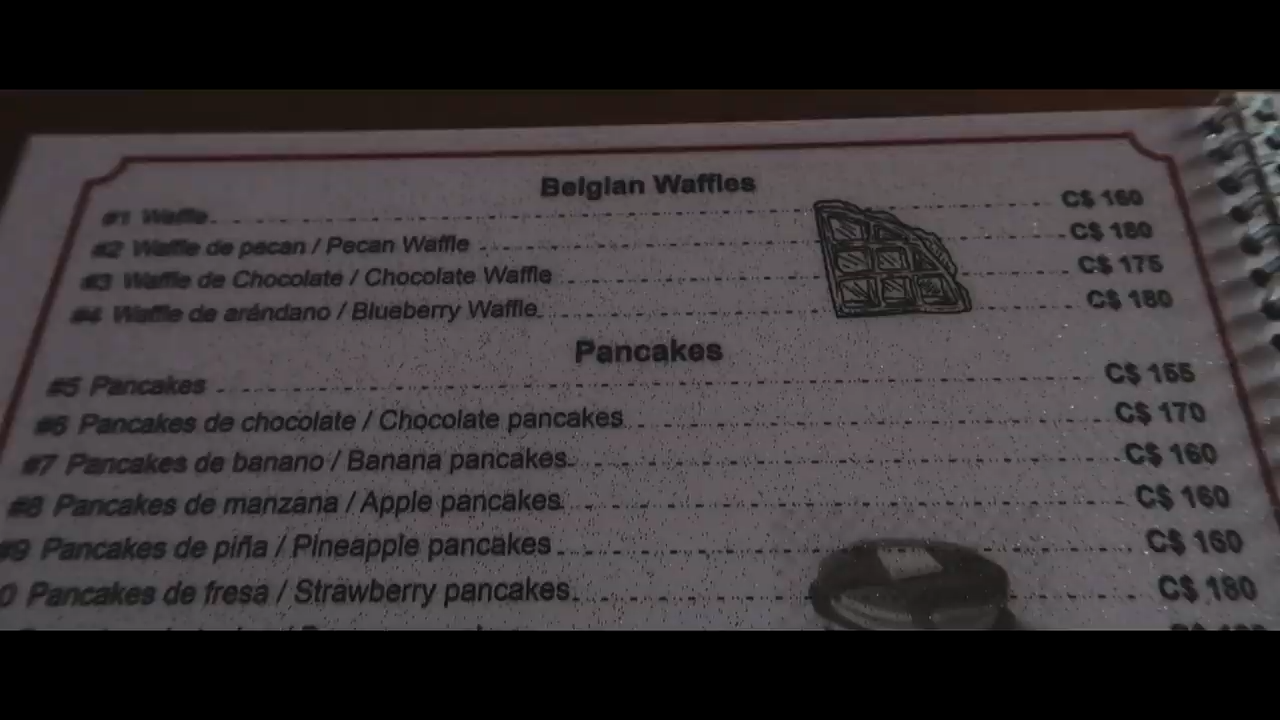 Belgian Waffles
#1 Waffle C$ 160
#2 Waffle de pecan / Pecan Waffle C$ 180
#3 Waffle de Chocolate / Chocolate Waffle C$ 175
#4 Waffle de arándano / Blueberry Waffle C$ 180
Pancakes
#5 Pancakes C$ 155
#6 Pancakes de chocolate / Chocolate pancakes C$ 170
#7 Pancakes de banano / Banana pancakes C$ 160
#8 Pancakes de manzana / Apple pancakes C$ 160
#9 Pancakes de piña / Pineapple pancakes C$ 160
0 Pancakes de fresa / Strawberry pancakes C$ 180